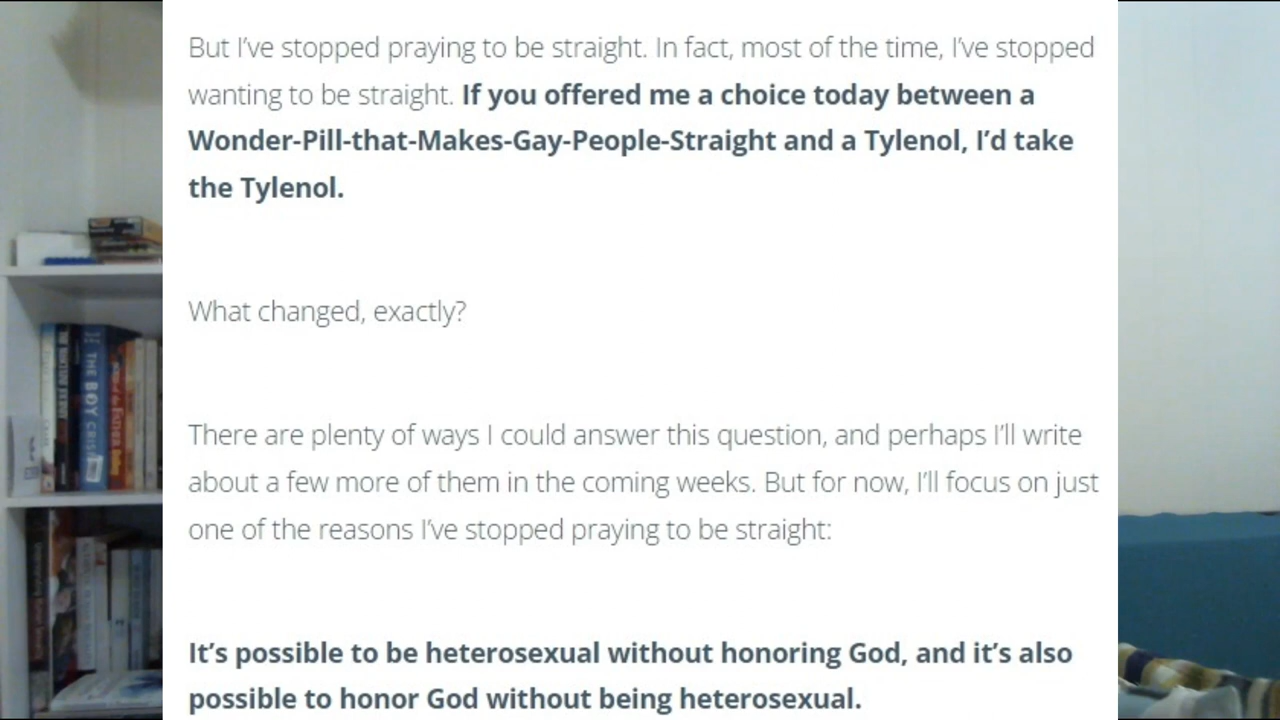 But I've stopped praying to be straight. In fact, most of the time, I've stopped
wanting to be straight. If you offered me a choice today between a
Wonder-Pill-that-Makes-Gay-People-Straight and a Tylenol, I'd take
the Tylenol.
What changed, exactly?
There are plenty of ways I could answer this question, and perhaps I'll write
about a few more of them in the coming weeks. But for now, I'll focus on just
one of the reasons I've stopped praying to be straight:
It's possible to be heterosexual without honoring God, and it's also
possible to honor God without being heterosexual.
THE BOY CRISIS